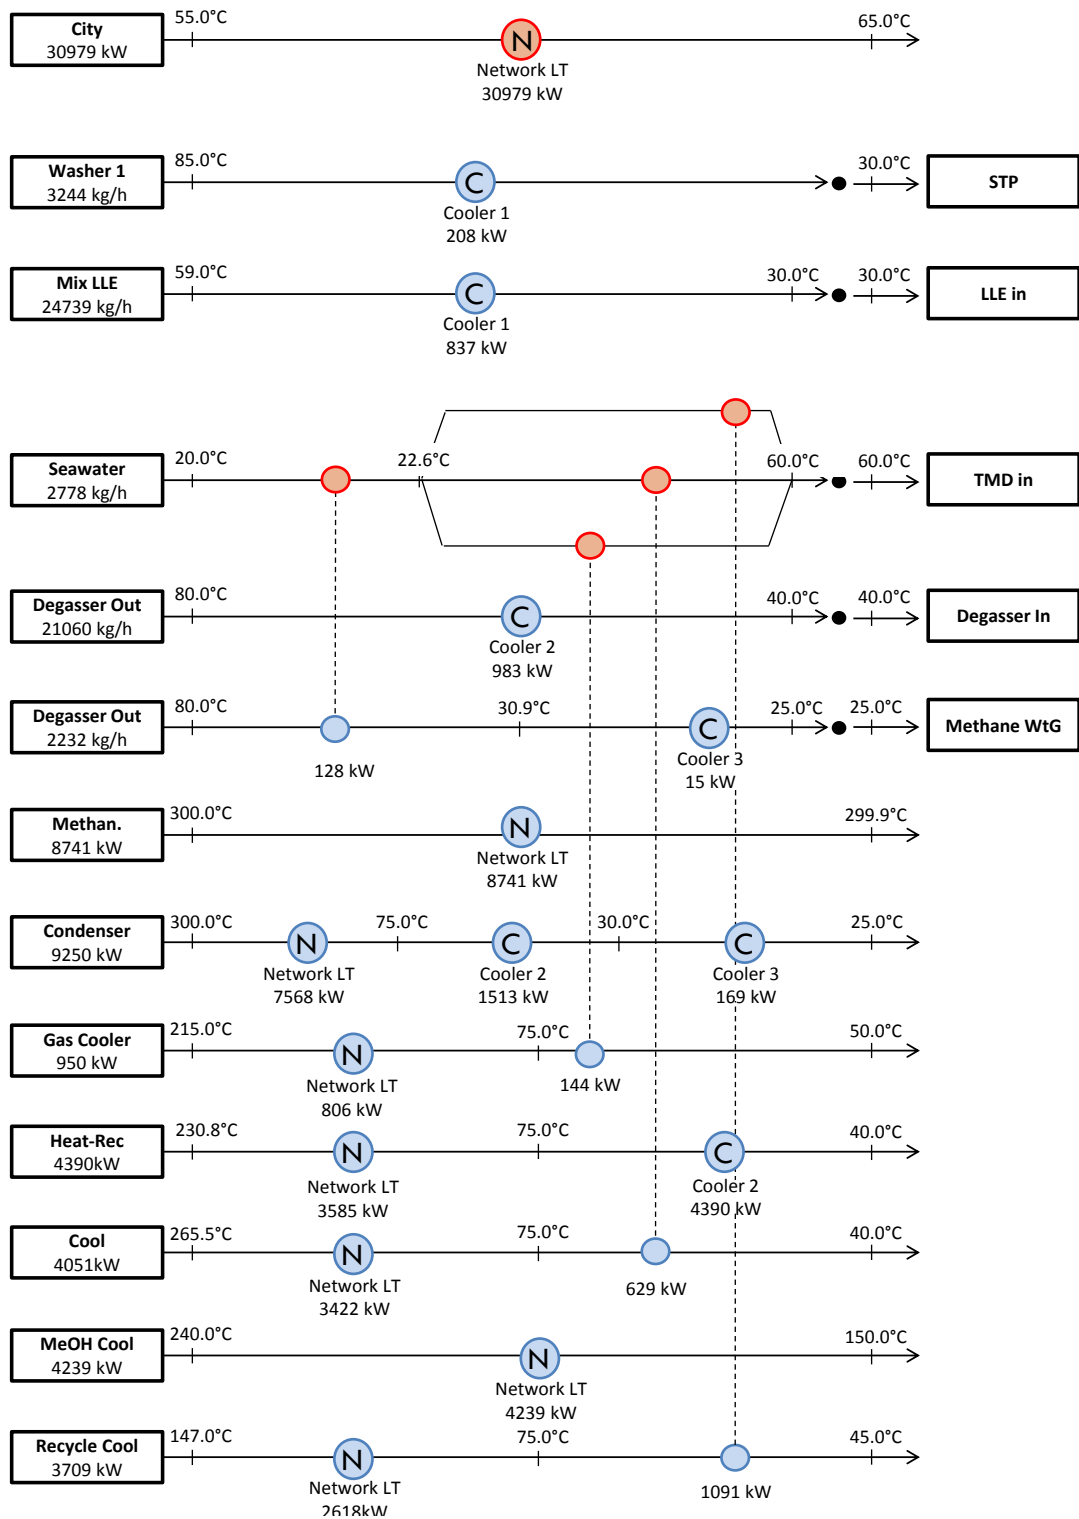 City
30979 kW
55.0°C
65.0°C
N
Network LT
30979 kW
Washer 1
3244 kg/h
85.0°C
C
Cooler 1
208 kW
30.0°C
STP
Mix LLE
24739 kg/h
59.0°C
C
Cooler 1
837 kW
30.0°C
30.0°C
LLE in
Seawater
2778 kg/h
20.0°C
22.6°C
60.0°C
60.0°C
TMD in
Degasser Out
21060 kg/h
80.0°C
C
Cooler 2
983 kW
40.0°C
40.0°C
Degasser In
Degasser Out
2232 kg/h
80.0°C
128 kW
30.9°C
C
Cooler 3
15 kW
25.0°C
25.0°C
Methane WtG
Methan.
8741 kW
300.0°C
N
Network LT
8741 kW
299.9°C
Condenser
9250 kW
300.0°C
N
Network LT
7568 kW
75.0°C
C
Cooler 2
1513 kW
30.0°C
C
Cooler 3
169 kW
25.0°C
Gas Cooler
950 kW
215.0°C
N
Network LT
806 kW
75.0°C
144 kW
50.0°C
Heat-Rec
4390kW
230.8°C
N
Network LT
3585 kW
75.0°C
C
Cooler 2
4390 kW
40.0°C
Cool
4051kW
265.5°C
N
Network LT
3422 kW
75.0°C
629 kW
40.0°C
MeOH Cool
4239 kW
240.0°C
N
Network LT
4239 kW
150.0°C
Recycle Cool
3709 kW
147.0°C
N
Network LT
2618kW
75.0°C
1091 kW
45.0°C